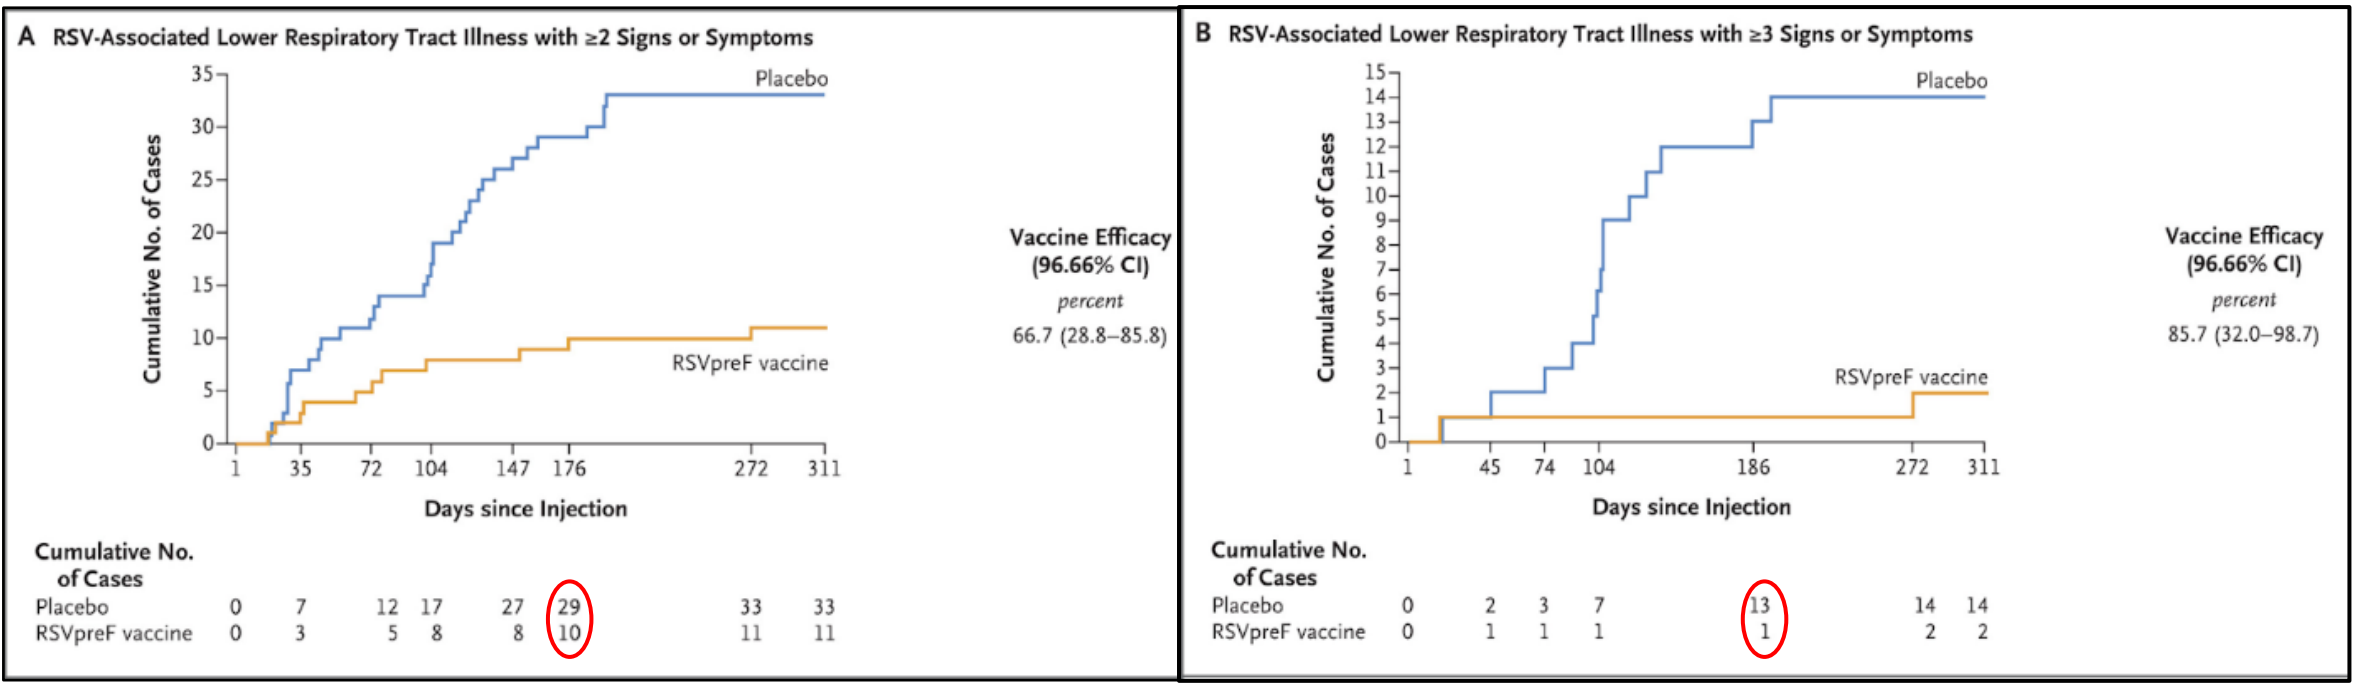 A RSV-Associated Lower Respiratory Tract Illness with ≥2 Signs or Symptoms
35
30
25
20
15
10
5
0
Cumulative No. of Cases
Placebo
RSVpreF vaccine
1 35 72 104 147 176 272 311
Days since Injection
Vaccine Efficacy
(96.66% CI)
percent
66.7 (28.8–85.8)
Cumulative No.
of Cases
Placebo 0 7 12 17 27 29 33 33
RSVpreF vaccine 0 3 5 8 8 10 11 11
B RSV-Associated Lower Respiratory Tract Illness with ≥3 Signs or Symptoms
15
14
13
12
11
10
9
8
7
6
5
4
3
2
1
0
Cumulative No. of Cases
Placebo
RSVpreF vaccine
1 45 74 104 186 272 311
Days since Injection
Vaccine Efficacy
(96.66% CI)
percent
85.7 (32.0–98.7)
Cumulative No.
of Cases
Placebo 0 2 3 7 13 14 14
RSVpreF vaccine 0 1 1 1 1 2 2